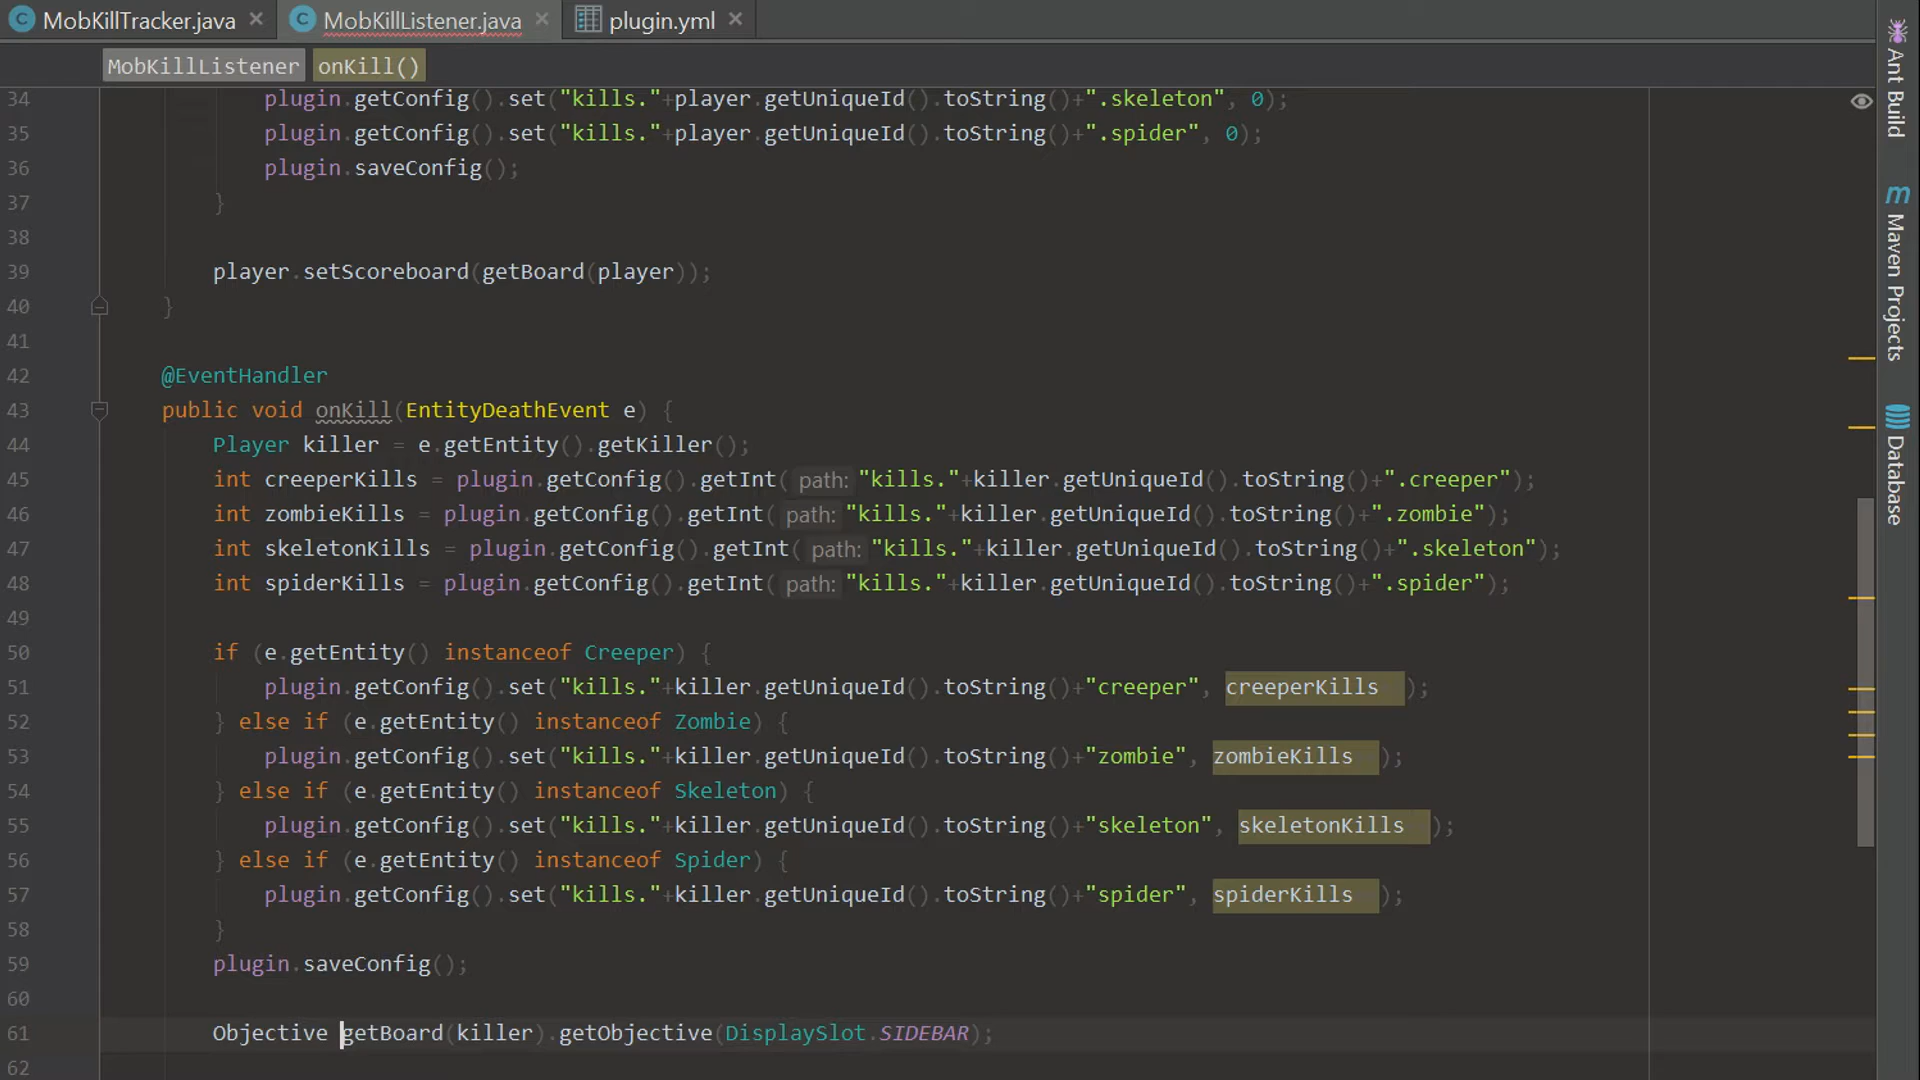 MobKillTracker.java
MobKillListener.java
plugin.yml
MobKillListener
onKill()
34 plugin.getConfig().set("kills."+player.getUniqueId().toString()+".skeleton", 0);
35 plugin.getConfig().set("kills."+player.getUniqueId().toString()+".spider", 0);
36 plugin.saveConfig();
37 }
38
39 player.setScoreboard(getBoard(player));
40 }
41
42 @EventHandler
43 public void onKill(EntityDeathEvent e) {
44 Player killer = e.getEntity().getKiller();
45 int creeperKills = plugin.getConfig().getInt( path: "kills."+killer.getUniqueId().toString()+".creeper");
46 int zombieKills = plugin.getConfig().getInt( path: "kills."+killer.getUniqueId().toString()+".zombie");
47 int skeletonKills = plugin.getConfig().getInt( path: "kills."+killer.getUniqueId().toString()+".skeleton");
48 int spiderKills = plugin.getConfig().getInt( path: "kills."+killer.getUniqueId().toString()+".spider");
49
50 if (e.getEntity() instanceof Creeper) {
51 plugin.getConfig().set("kills."+killer.getUniqueId().toString()+"creeper", creeperKills );
52 } else if (e.getEntity() instanceof Zombie) {
53 plugin.getConfig().set("kills."+killer.getUniqueId().toString()+"zombie", zombieKills );
54 } else if (e.getEntity() instanceof Skeleton) {
55 plugin.getConfig().set("kills."+killer.getUniqueId().toString()+"skeleton", skeletonKills );
56 } else if (e.getEntity() instanceof Spider) {
57 plugin.getConfig().set("kills."+killer.getUniqueId().toString()+"spider", spiderKills );
58 }
59 plugin.saveConfig();
60
61 Objective getBoard(killer).getObjective(DisplaySlot.SIDEBAR);
62
Ant Build
m
Maven Projects
Database